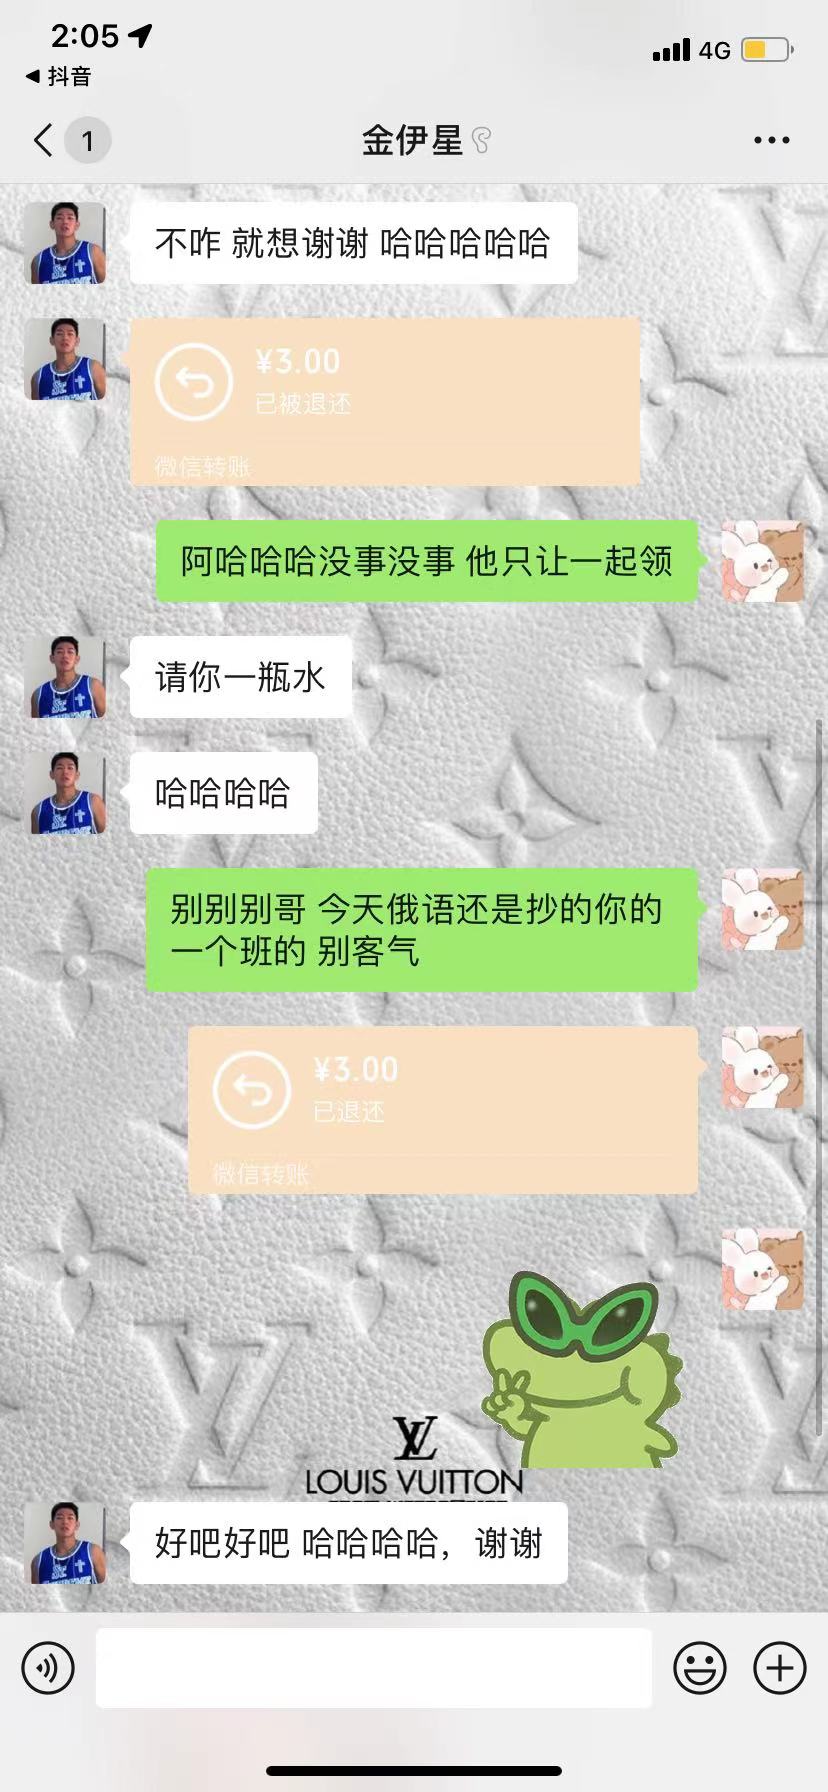 2:05
4G
◀ 抖音
1
金伊星
不咋 就想谢谢 哈哈哈哈哈
¥3.00
已被退还
微信转账
阿哈哈哈没事没事 他只让一起领
请你一瓶水
哈哈哈哈
别别别哥 今天俄语还是抄的你的
一个班的 别客气
¥3.00
已退还
微信转账
LOUIS VUITTON
好吧好吧 哈哈哈哈，谢谢